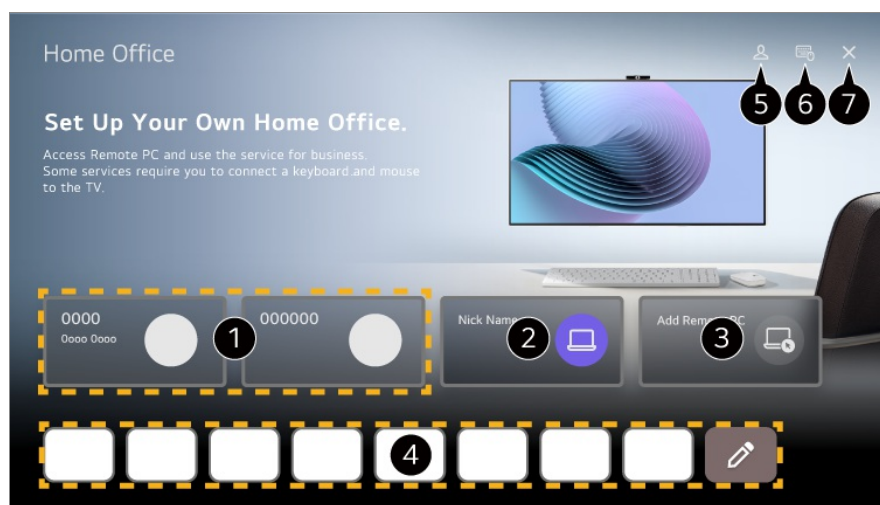 Home Office
5 6 7
Set Up Your Own Home Office.
Access Remote PC and use the service for business.
Some services require you to connect a keyboard and mouse
to the TV.
0000
0ooo 0ooo
1
000000
Nick Name
2
Add Remote PC
3
4